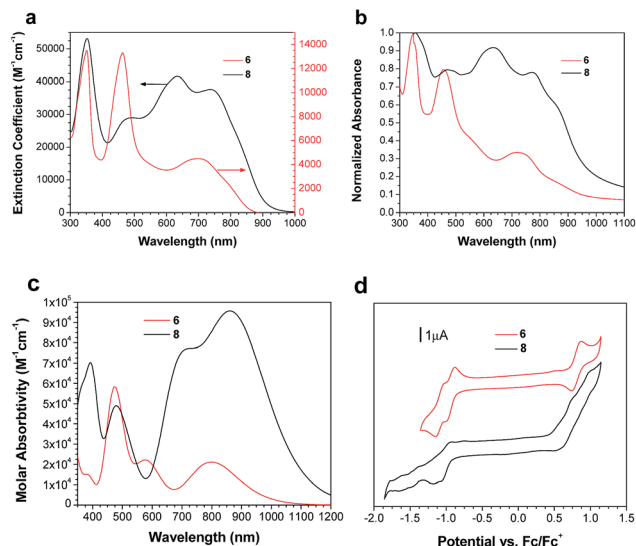 a
Extinction Coefficient (M⁻¹cm⁻¹)
50000
40000
30000
20000
10000
0
6
8
14000
12000
10000
8000
6000
4000
2000
0
300 400 500 600 700 800 900 1000
Wavelength (nm)
b
Normalized Absorbance
1.0
0.9
0.8
0.7
0.6
0.5
0.4
0.3
0.2
0.1
0.0
6
8
300 400 500 600 700 800 900 1000 1100
Wavelength (nm)
c
Molar Absorbtivity (M⁻¹cm⁻¹)
1x10⁵
9x10⁴
8x10⁴
7x10⁴
6x10⁴
5x10⁴
4x10⁴
3x10⁴
2x10⁴
1x10⁴
0
6
8
400 500 600 700 800 900 1000 1100 1200
Wavelength (nm)
d
1μA
6
8
-2.0 -1.5 -1.0 -0.5 0.0 0.5 1.0 1.5
Potential vs. Fc/Fc⁺